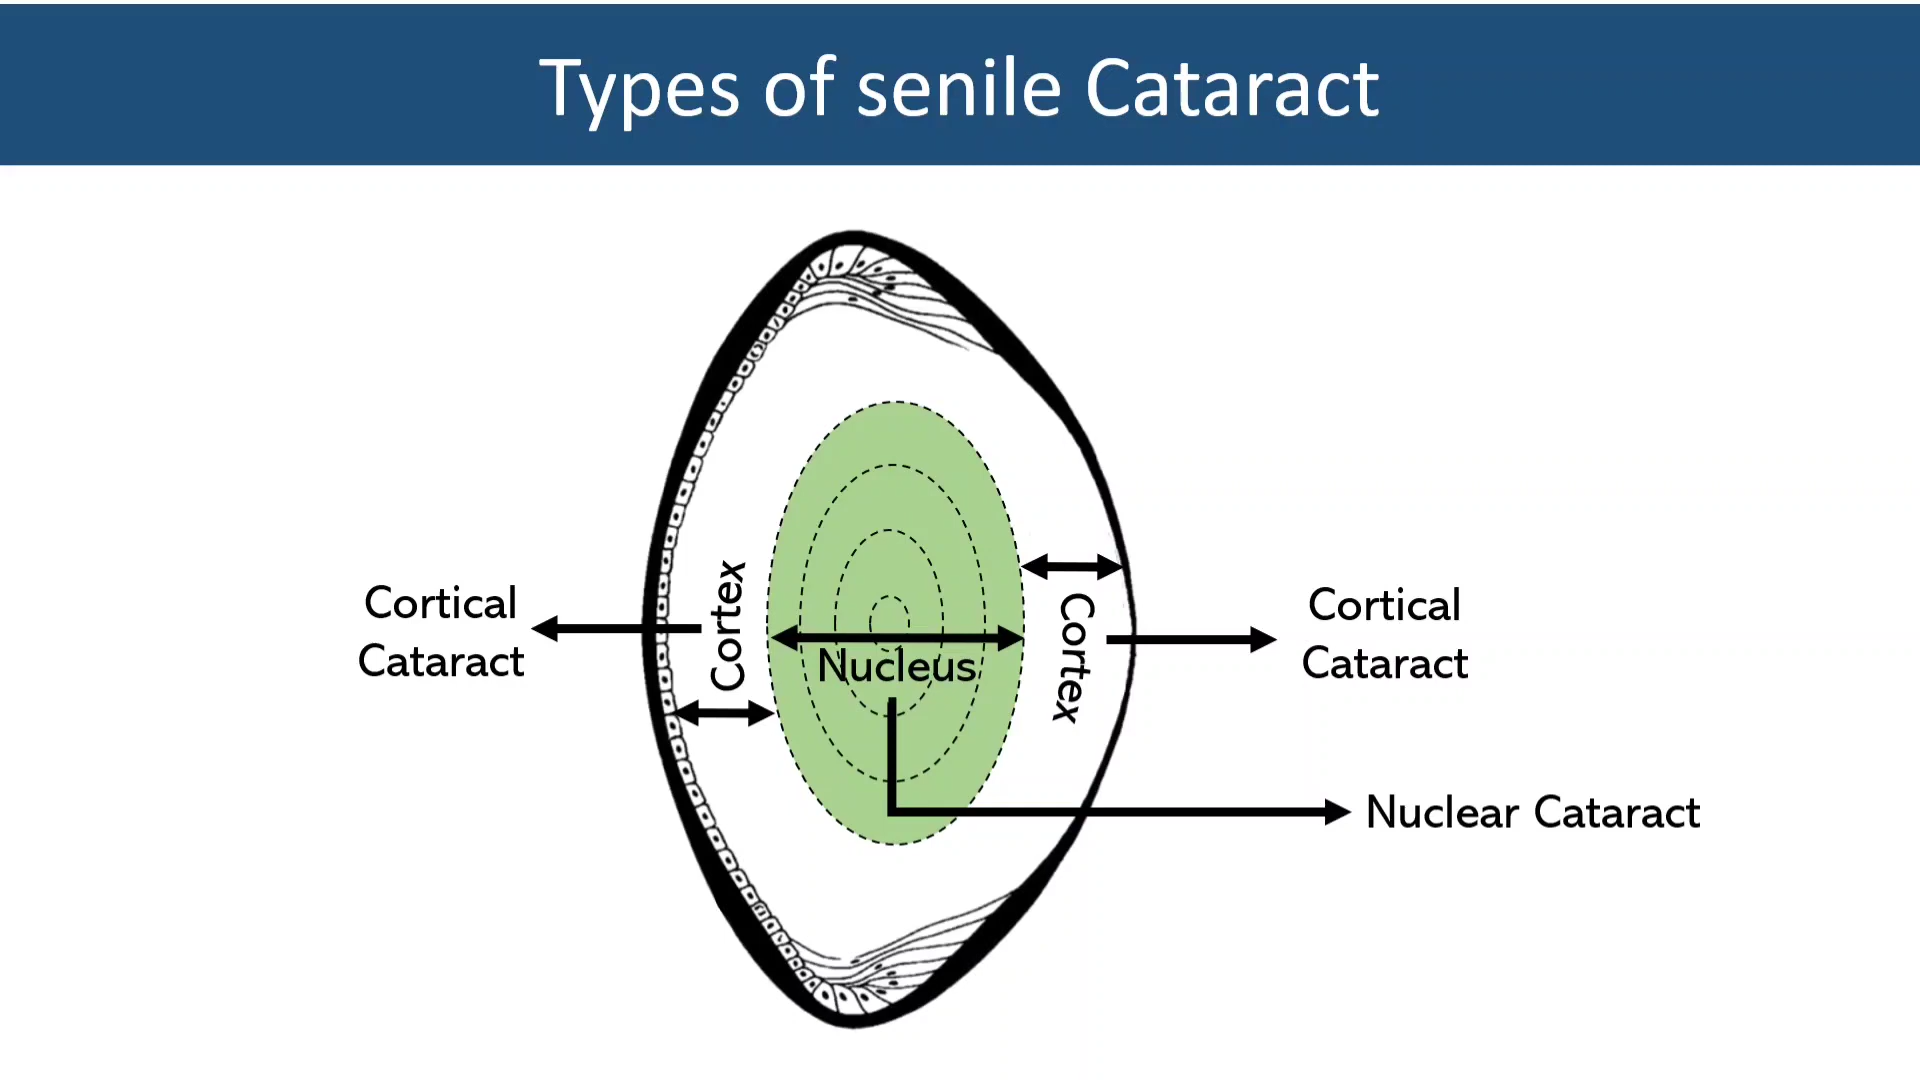 Types of senile Cataract
Cortical
Cataract
Cortex
Nucleus
Cortex
Cortical
Cataract
Nuclear Cataract